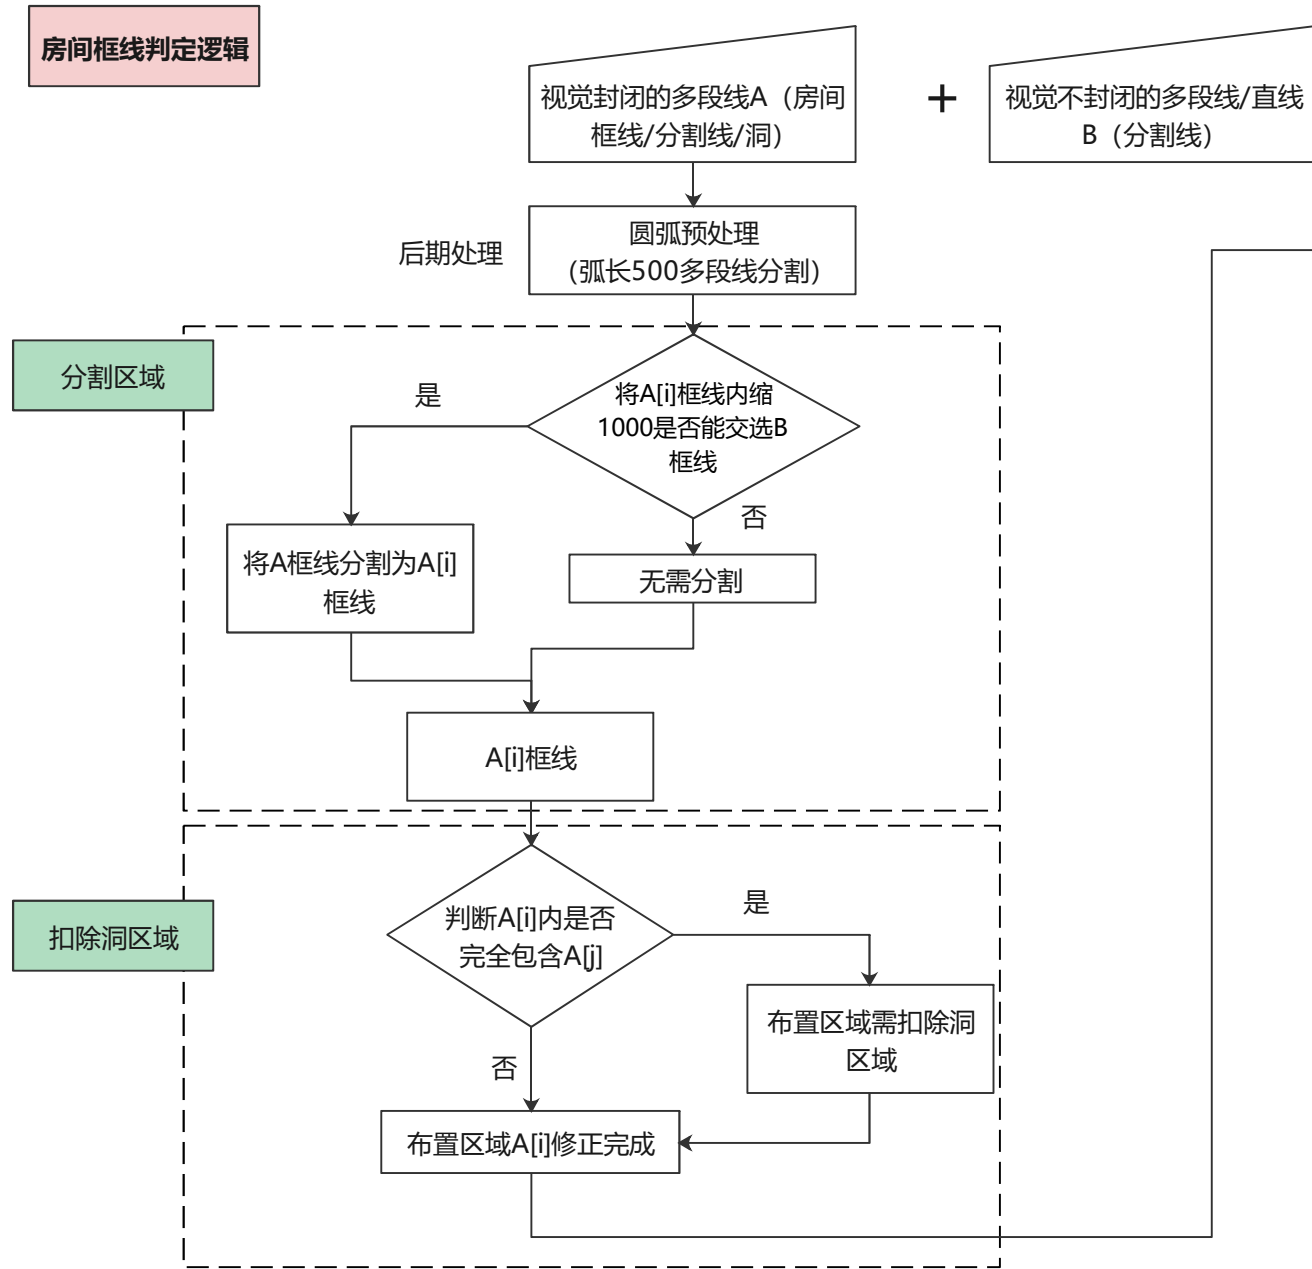 房间框线判定逻辑
视觉封闭的多段线A（房间
框线/分割线/洞）
+
视觉不封闭的多段线/直线
B（分割线）
后期处理
圆弧预处理
（弧长500多段线分割）
分割区域
将A[i]框线内缩
1000是否能交选B
框线
是
否
将A框线分割为A[i]
框线
无需分割
A[i]框线
扣除洞区域
判断A[i]内是否
完全包含A[j]
是
布置区域需扣除洞
区域
否
布置区域A[i]修正完成